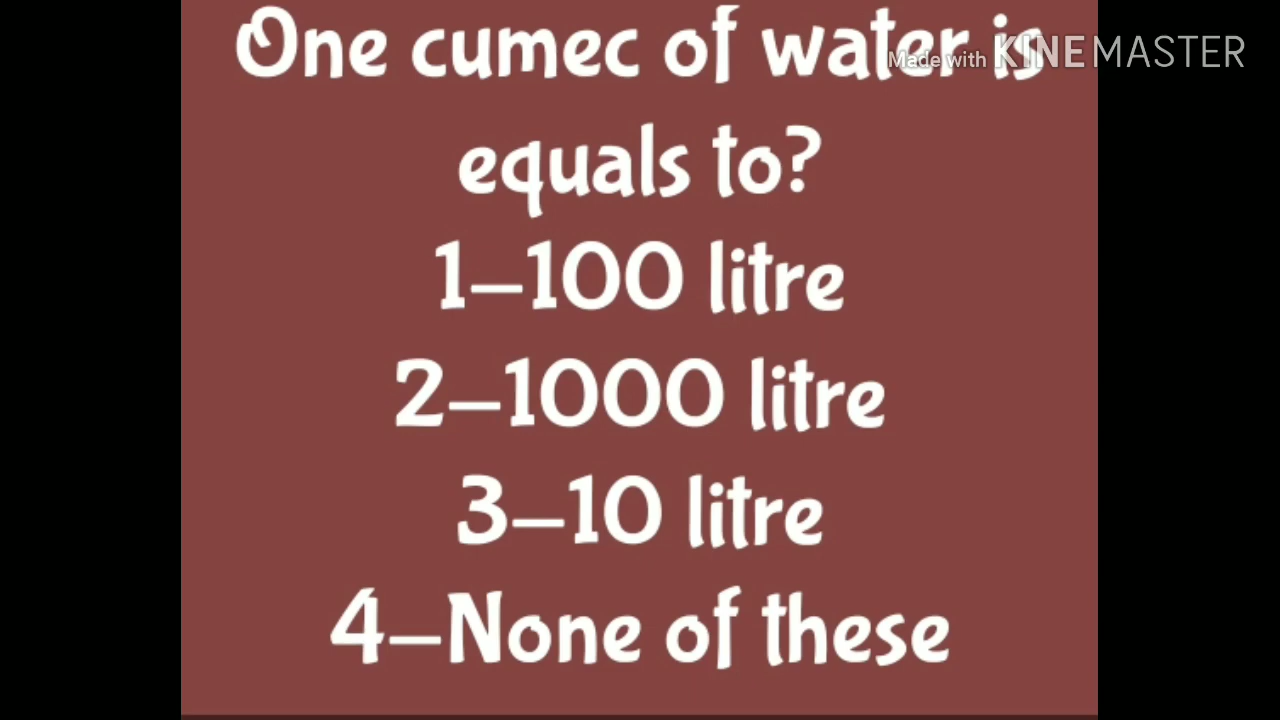 One cumec of water is
Made with KINEMASTER
equals to?
1–100 litre
2–1000 litre
3–10 litre
4–None of these